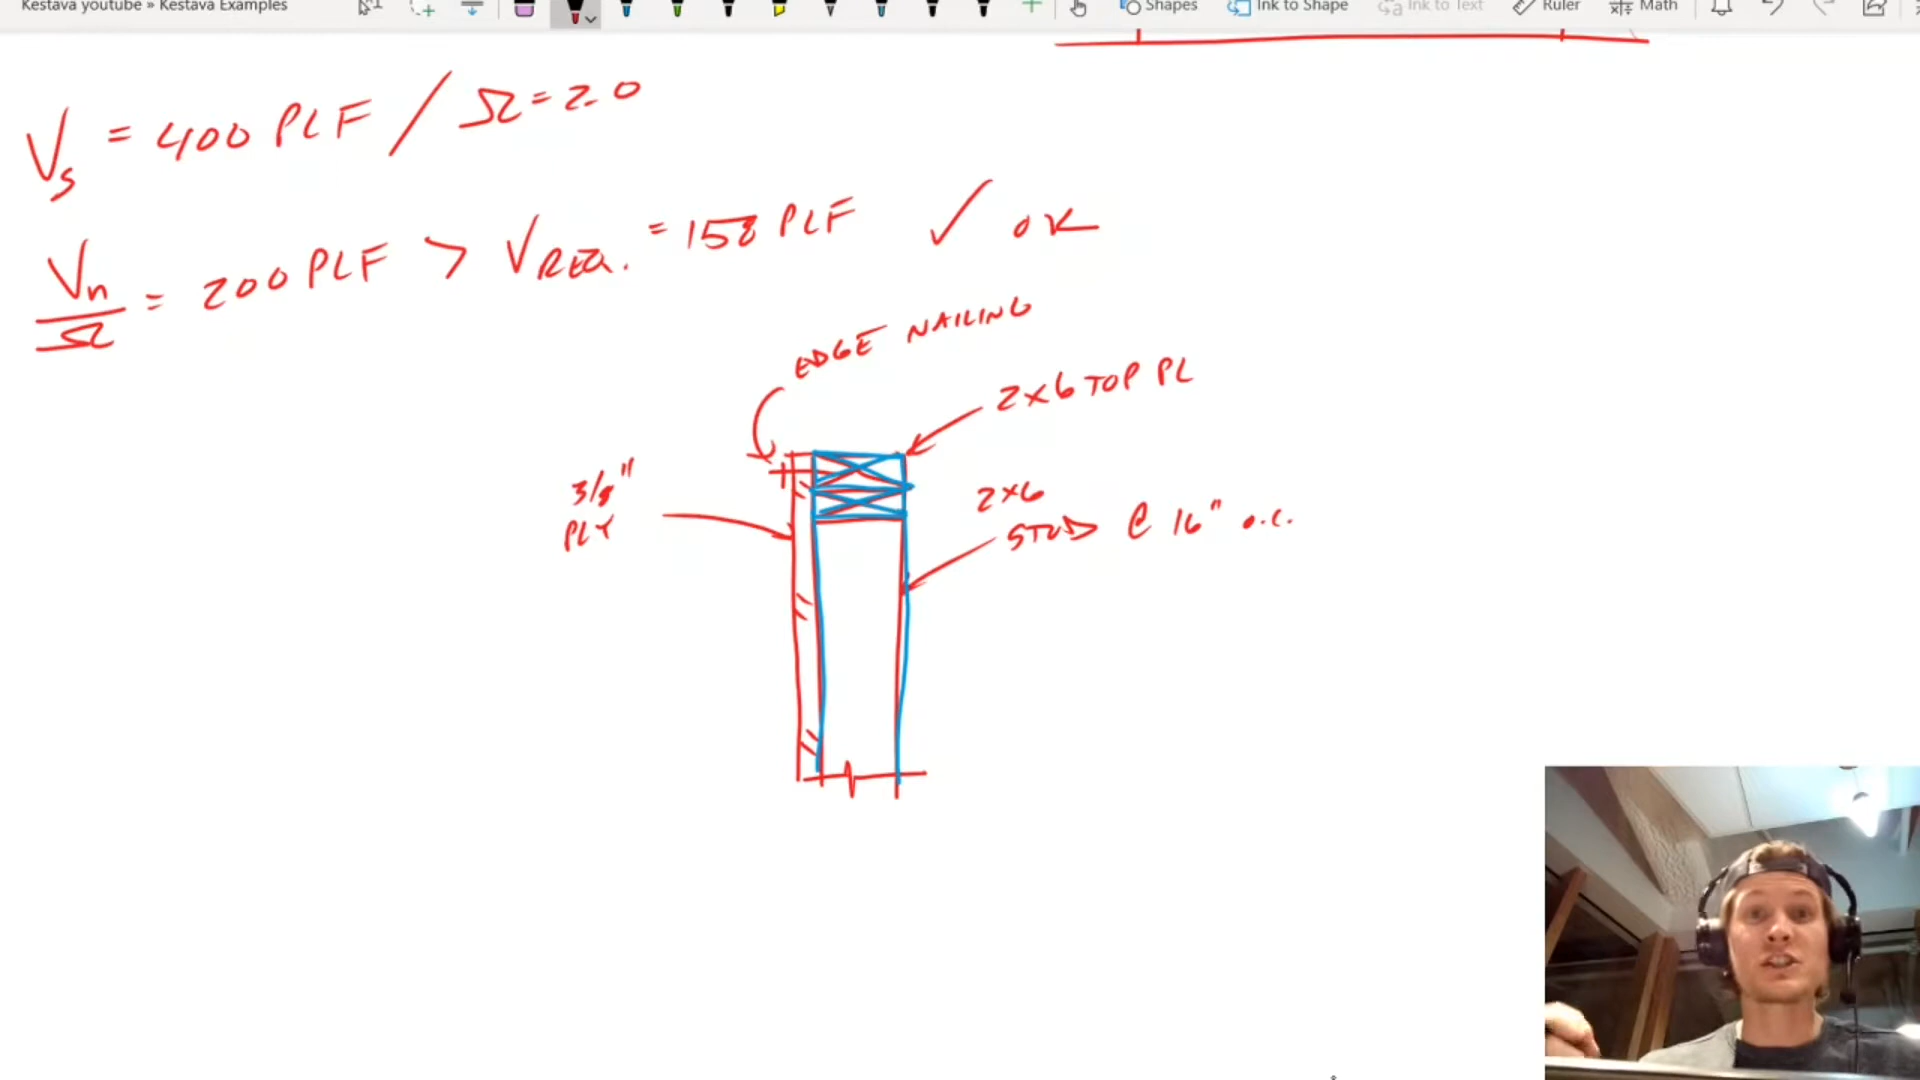 Kestava youtube » Kestava Examples
Shapes
Ink to Shape
Ink to Text
Ruler
Math
Vs = 400 PLF / Ω = 2.0
Vn/Ω = 200 PLF > VREQ. = 158 PLF ✓ OK
EDGE NAILING
2x6 TOP PL
3/8"
PLY
2x6
STUD @ 16" o.c.